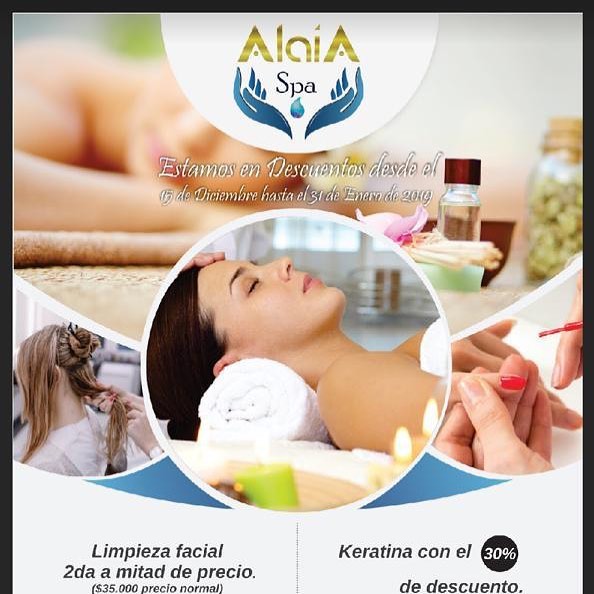 AlaiA
Spa
Estamos en Descuentos desde el
15 de Diciembre hasta el 31 de Enero de 2019
Limpieza facial
2da a mitad de precio.
($35.000 precio normal)
Keratina con el 30%
de descuento.